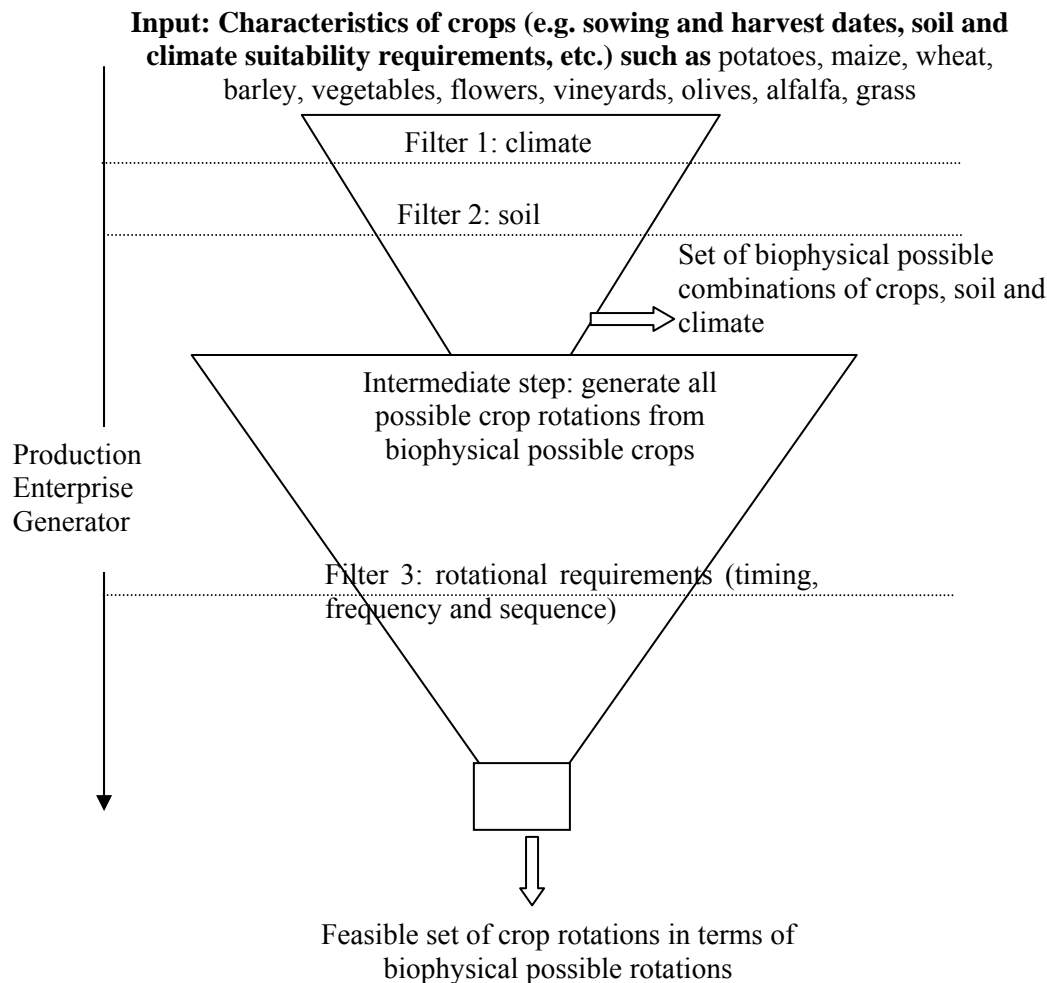 Input: Characteristics of crops (e.g. sowing and harvest dates, soil and
climate suitability requirements, etc.) such as potatoes, maize, wheat,
barley, vegetables, flowers, vineyards, olives, alfalfa, grass
Filter 1: climate
Filter 2: soil
Set of biophysical possible
combinations of crops, soil and
climate
Intermediate step: generate all
possible crop rotations from
biophysical possible crops
Production
Enterprise
Generator
Filter 3: rotational requirements (timing,
frequency and sequence)
Feasible set of crop rotations in terms of
biophysical possible rotations